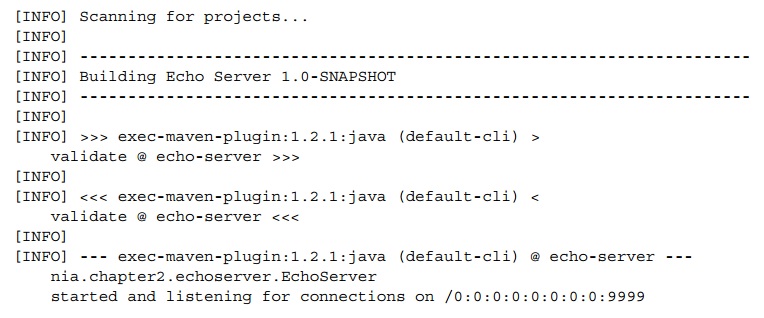 [INFO] Scanning for projects...
[INFO]
[INFO] ------------------------------------------------------------------------
[INFO] Building Echo Server 1.0-SNAPSHOT
[INFO] ------------------------------------------------------------------------
[INFO]
[INFO] >>> exec-maven-plugin:1.2.1:java (default-cli) >
    validate @ echo-server >>>
[INFO]
[INFO] <<< exec-maven-plugin:1.2.1:java (default-cli) <
    validate @ echo-server <<<
[INFO]
[INFO] --- exec-maven-plugin:1.2.1:java (default-cli) @ echo-server ---
    nia.chapter2.echoserver.EchoServer
    started and listening for connections on /0:0:0:0:0:0:0:0:9999